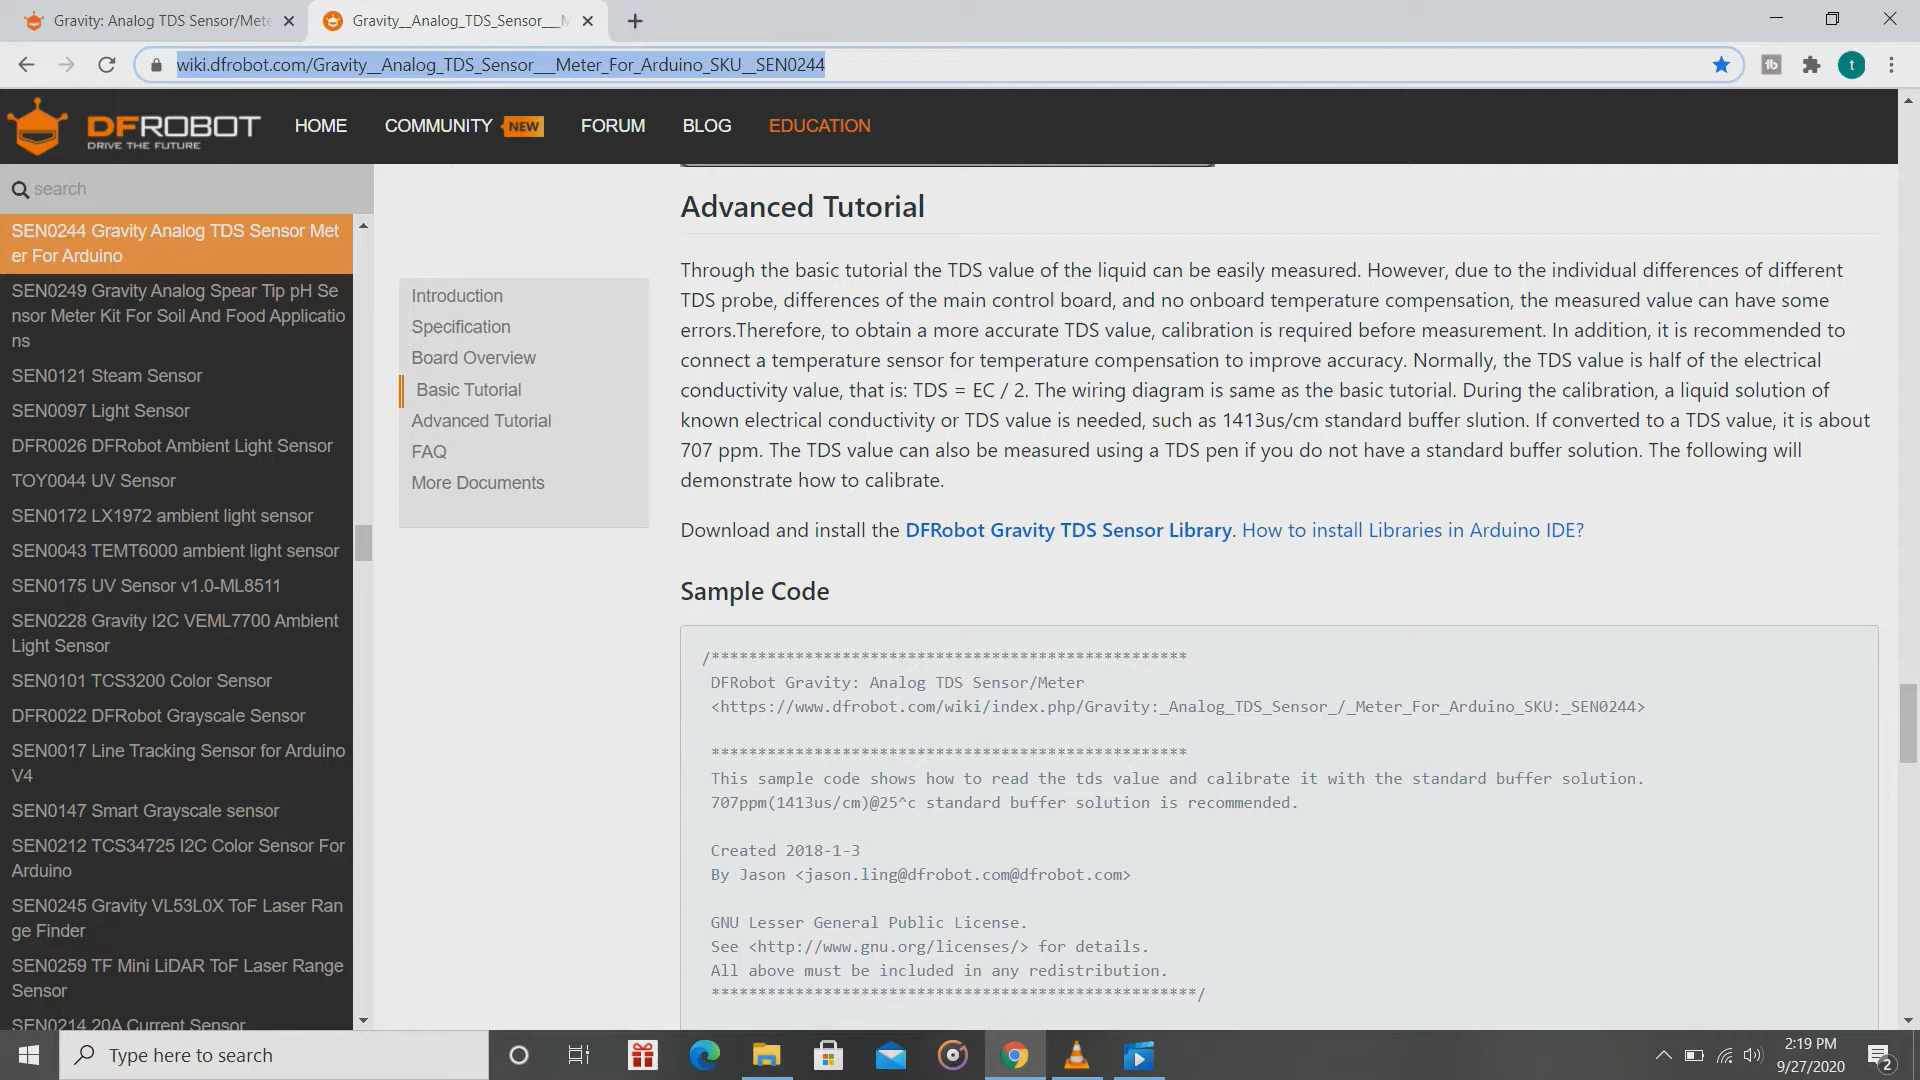 Gravity: Analog TDS Sensor/Mete
Gravity__Analog_TDS_Sensor___M
wiki.dfrobot.com/Gravity__Analog_TDS_Sensor___Meter_For_Arduino_SKU__SEN0244
t
DFROBOT
DRIVE THE FUTURE
HOME
COMMUNITY NEW
FORUM
BLOG
EDUCATION
search
SEN0244 Gravity Analog TDS Sensor Met
er For Arduino
SEN0249 Gravity Analog Spear Tip pH Se
nsor Meter Kit For Soil And Food Applicatio
ns
SEN0121 Steam Sensor
SEN0097 Light Sensor
DFR0026 DFRobot Ambient Light Sensor
TOY0044 UV Sensor
SEN0172 LX1972 ambient light sensor
SEN0043 TEMT6000 ambient light sensor
SEN0175 UV Sensor v1.0-ML8511
SEN0228 Gravity I2C VEML7700 Ambient
Light Sensor
SEN0101 TCS3200 Color Sensor
DFR0022 DFRobot Grayscale Sensor
SEN0017 Line Tracking Sensor for Arduino
V4
SEN0147 Smart Grayscale sensor
SEN0212 TCS34725 I2C Color Sensor For
Arduino
SEN0245 Gravity VL53L0X ToF Laser Ran
ge Finder
SEN0259 TF Mini LiDAR ToF Laser Range
Sensor
SEN0214 20A Current Sensor
Introduction
Specification
Board Overview
Basic Tutorial
Advanced Tutorial
FAQ
More Documents
Advanced Tutorial
Through the basic tutorial the TDS value of the liquid can be easily measured. However, due to the individual differences of different
TDS probe, differences of the main control board, and no onboard temperature compensation, the measured value can have some
errors.Therefore, to obtain a more accurate TDS value, calibration is required before measurement. In addition, it is recommended to
connect a temperature sensor for temperature compensation to improve accuracy. Normally, the TDS value is half of the electrical
conductivity value, that is: TDS = EC / 2. The wiring diagram is same as the basic tutorial. During the calibration, a liquid solution of
known electrical conductivity or TDS value is needed, such as 1413us/cm standard buffer slution. If converted to a TDS value, it is about
707 ppm. The TDS value can also be measured using a TDS pen if you do not have a standard buffer solution. The following will
demonstrate how to calibrate.
Download and install the DFRobot Gravity TDS Sensor Library. How to install Libraries in Arduino IDE?
Sample Code
/***************************************************
DFRobot Gravity: Analog TDS Sensor/Meter
<https://www.dfrobot.com/wiki/index.php/Gravity:_Analog_TDS_Sensor_/_Meter_For_Arduino_SKU:_SEN0244>
***************************************************
This sample code shows how to read the tds value and calibrate it with the standard buffer solution.
707ppm(1413us/cm)@25^c standard buffer solution is recommended.
Created 2018-1-3
By Jason <jason.ling@dfrobot.com@dfrobot.com>
GNU Lesser General Public License.
See <http://www.gnu.org/licenses/> for details.
All above must be included in any redistribution.
****************************************************/
Type here to search
2:19 PM
9/27/2020
2